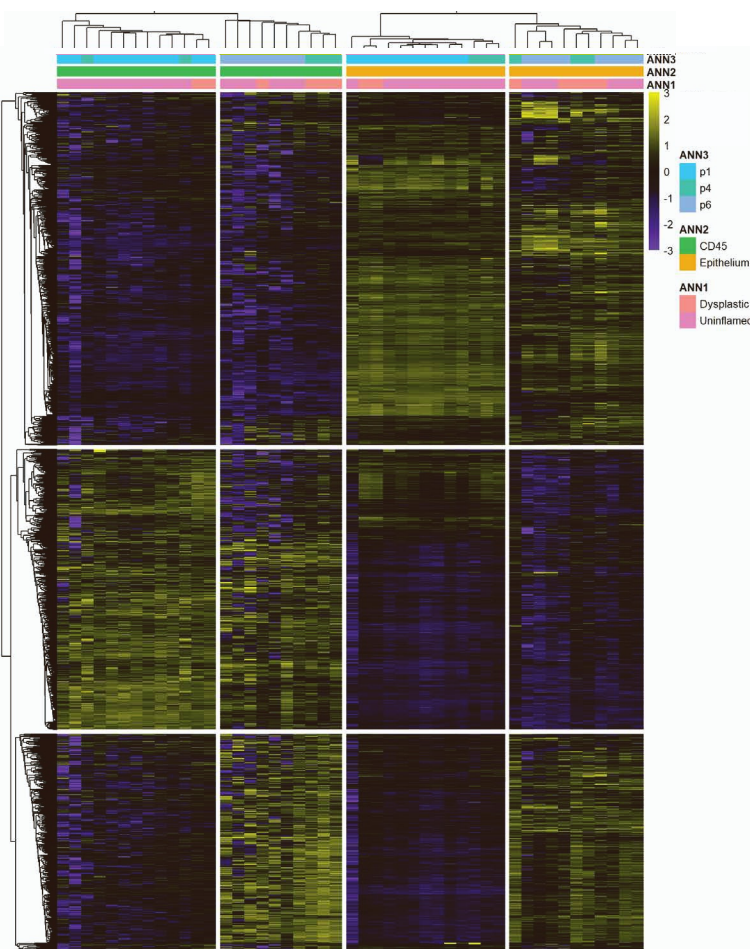 ANN3
ANN2
ANN1
3
2
1
0
-1
-2
-3
ANN3
p1
p4
p6
ANN2
CD45
Epithelium
ANN1
Dysplastic
Uninflamed